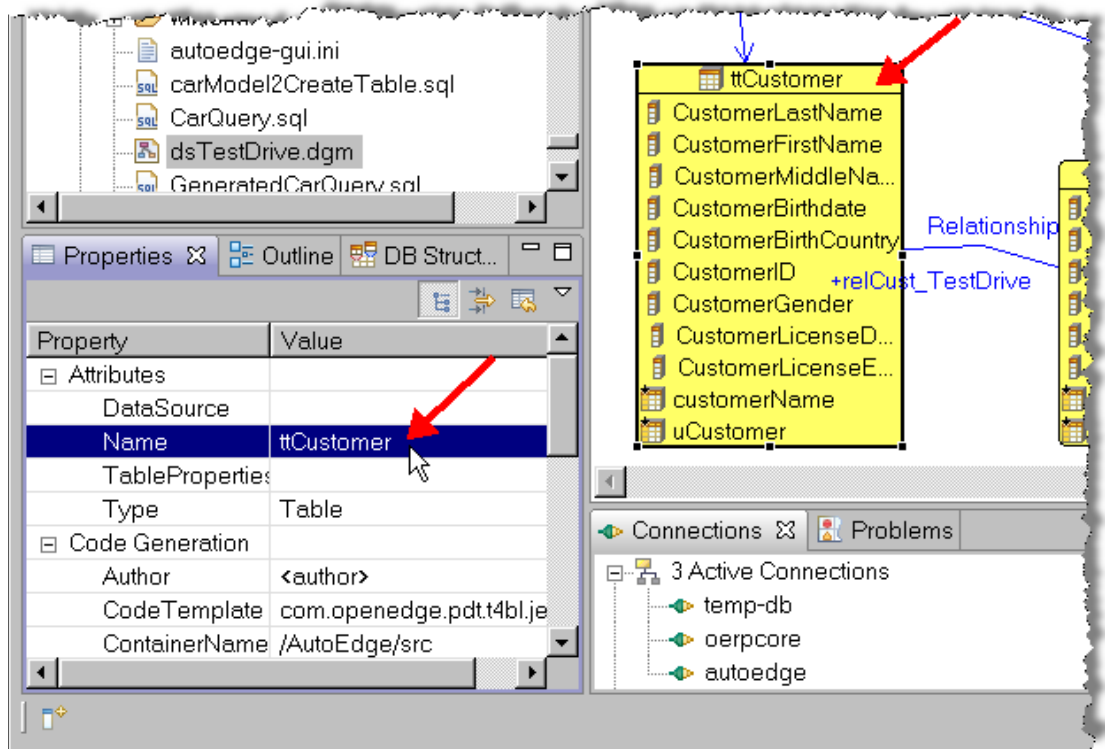 autoedge-gui.ini
carModel2CreateTable.sql
CarQuery.sql
dsTestDrive.dgm
GeneratedCarQuery.sql
Properties
Outline
DB Struct...
Property Value
Attributes
DataSource
Name ttCustomer
TableProperties
Type Table
Code Generation
Author <author>
CodeTemplate com.openedge.pdt.t4bl.je
ContainerName /AutoEdge/src
ttCustomer
CustomerLastName
CustomerFirstName
CustomerMiddleNa...
CustomerBirthdate
CustomerBirthCountry
CustomerID
CustomerGender
CustomerLicenseD...
CustomerLicenseE...
customerName
uCustomer
Relationship
+relCust_TestDrive
Connections
Problems
3 Active Connections
temp-db
oerpcore
autoedge